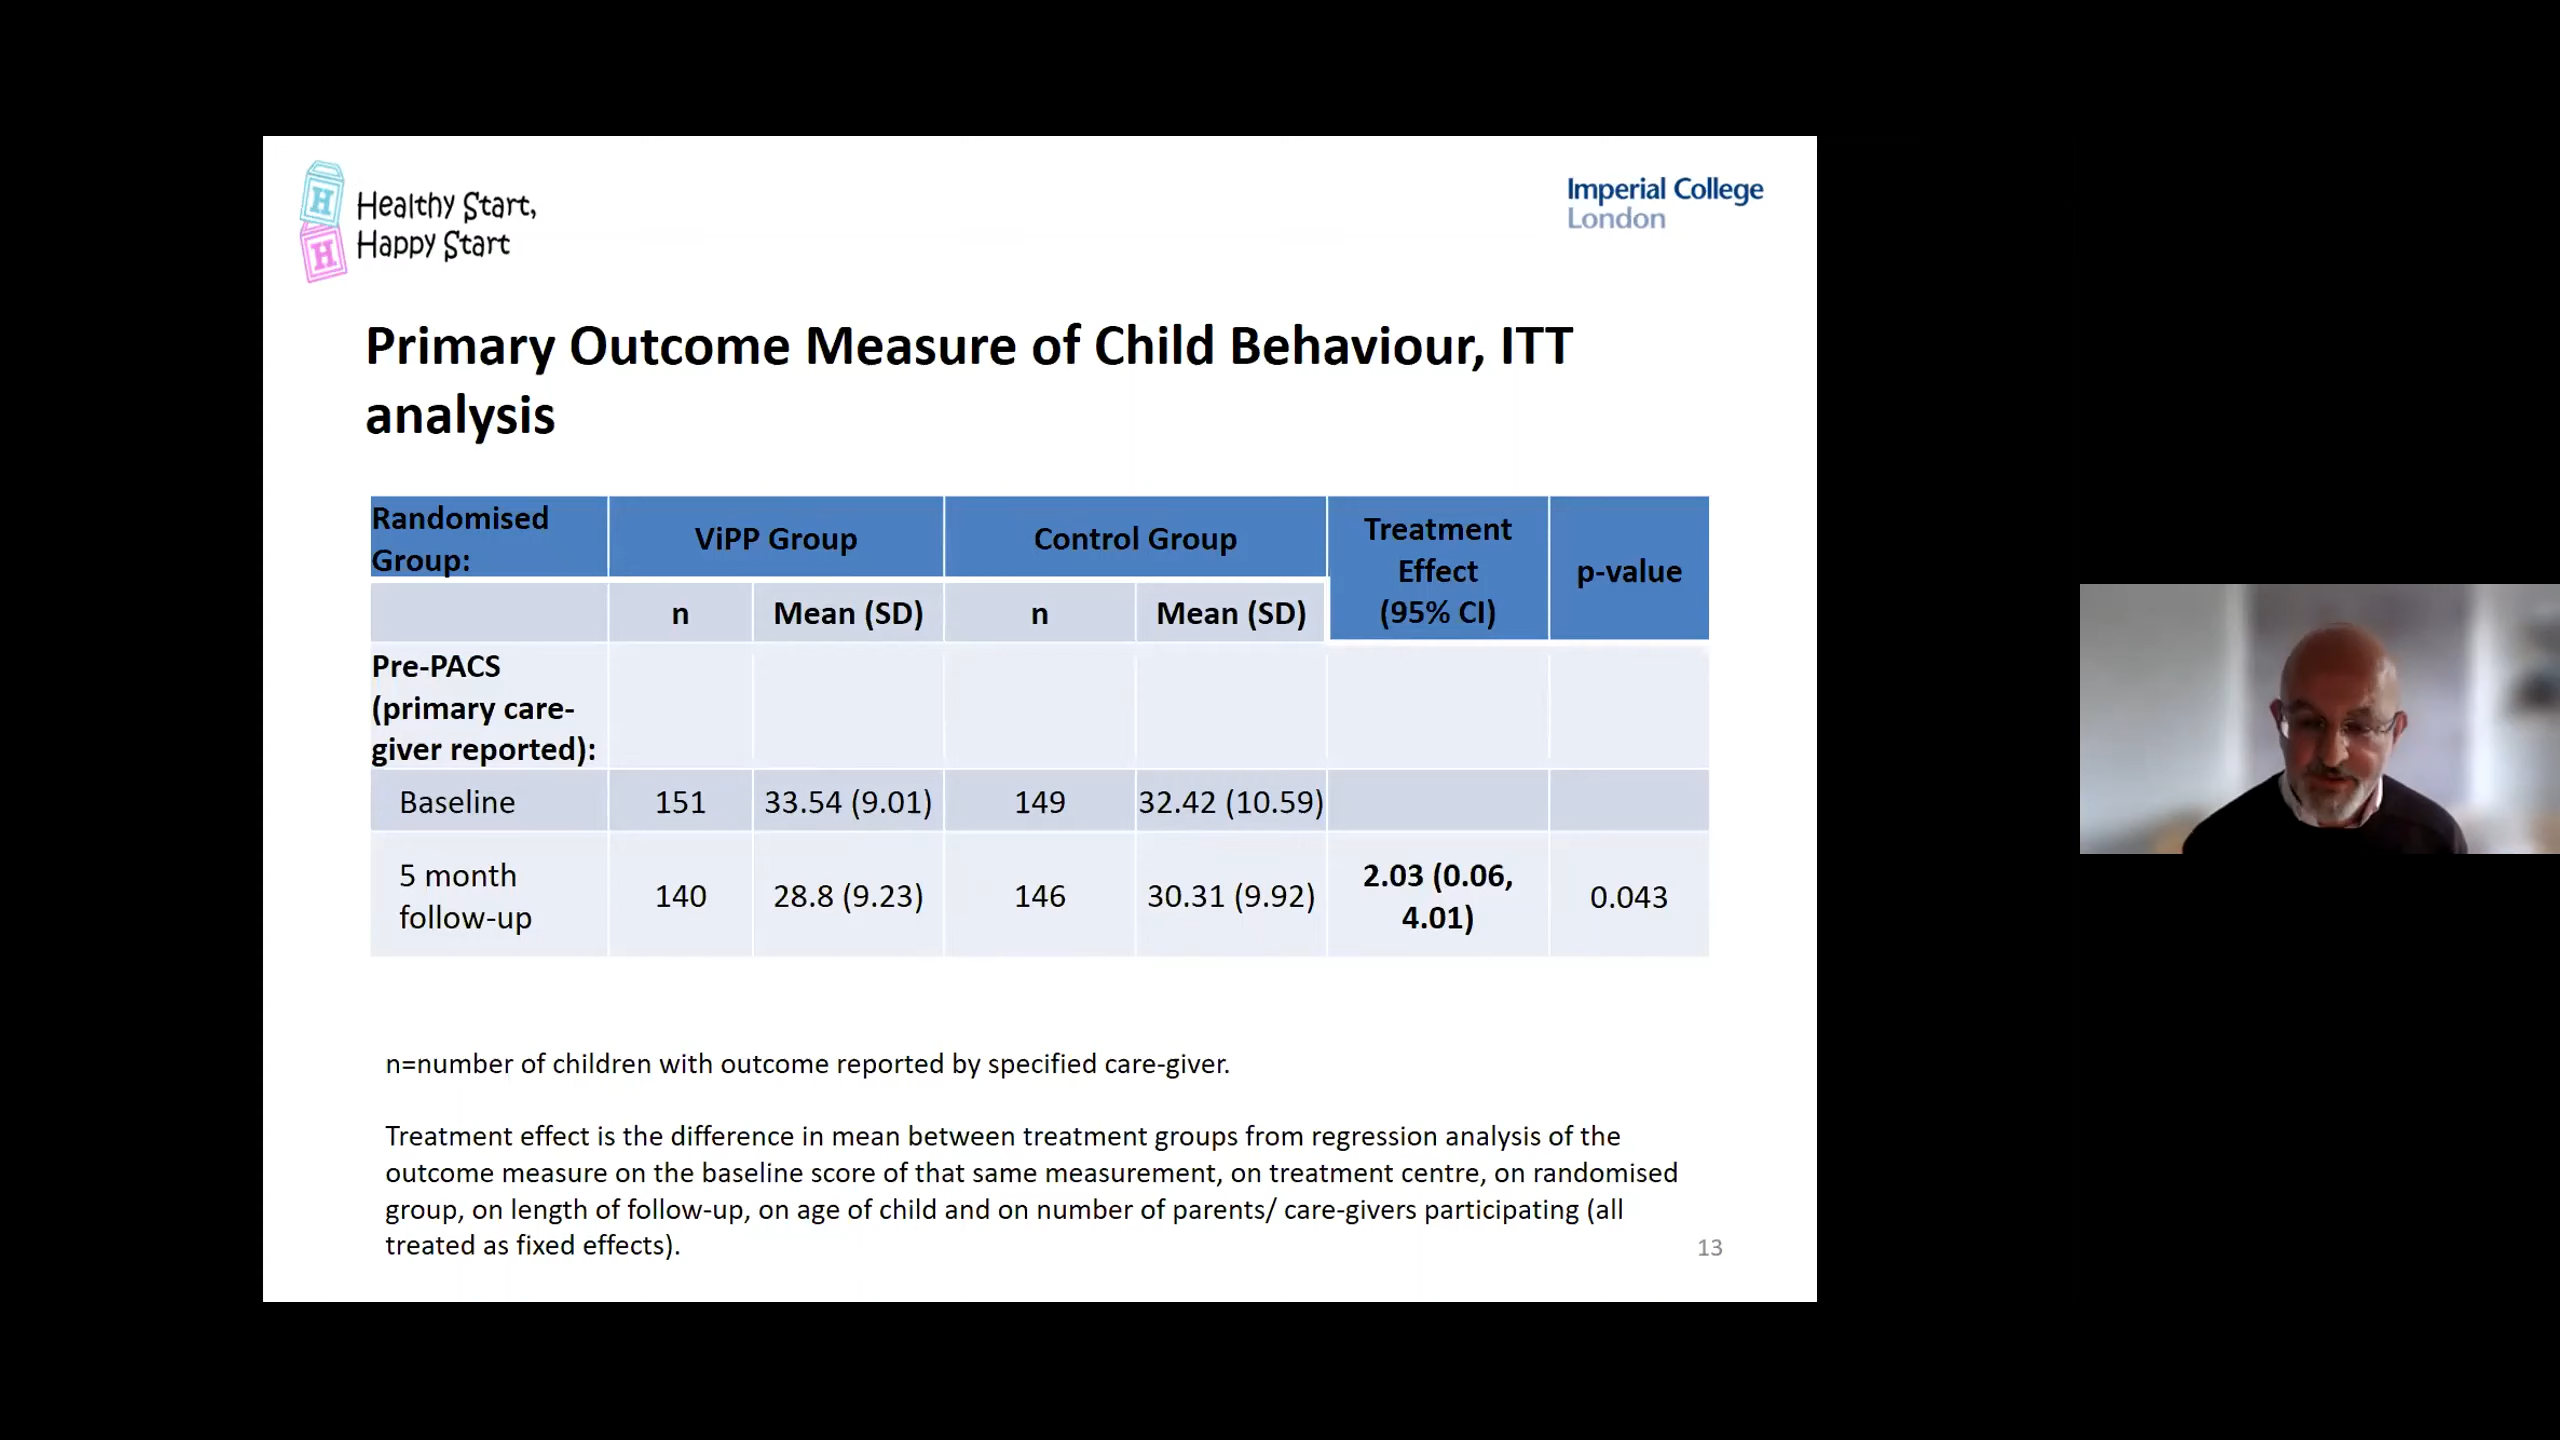 H
H
Healthy Start,
Happy Start
Imperial College
London
Primary Outcome Measure of Child Behaviour, ITT
analysis
Randomised
Group:
ViPP Group
Control Group
Treatment
Effect
(95% CI)
p-value
n
Mean (SD)
n
Mean (SD)
Pre-PACS
(primary care-
giver reported):
Baseline
151
33.54 (9.01)
149
32.42 (10.59)
5 month
follow-up
140
28.8 (9.23)
146
30.31 (9.92)
2.03 (0.06,
4.01)
0.043
n=number of children with outcome reported by specified care-giver.
Treatment effect is the difference in mean between treatment groups from regression analysis of the
outcome measure on the baseline score of that same measurement, on treatment centre, on randomised
group, on length of follow-up, on age of child and on number of parents/ care-givers participating (all
treated as fixed effects).
13